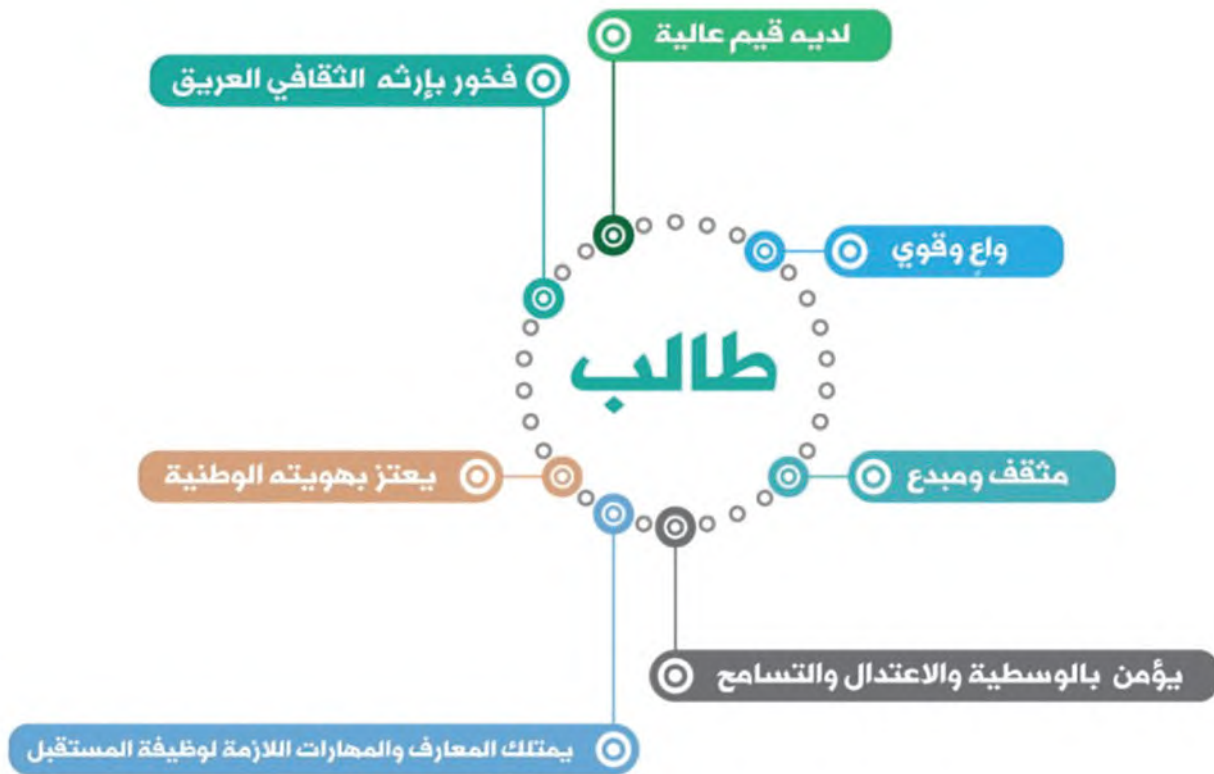 لديه قيم عالية
فخور بإرثه الثقافي العريق
واعٍ وقوي
طالب
يعتز بهويته الوطنية
مثقف ومبدع
يؤمن بالوسطية والاعتدال والتسامح
يمتلك المعارف والمهارات اللازمة لوظيفة المستقبل